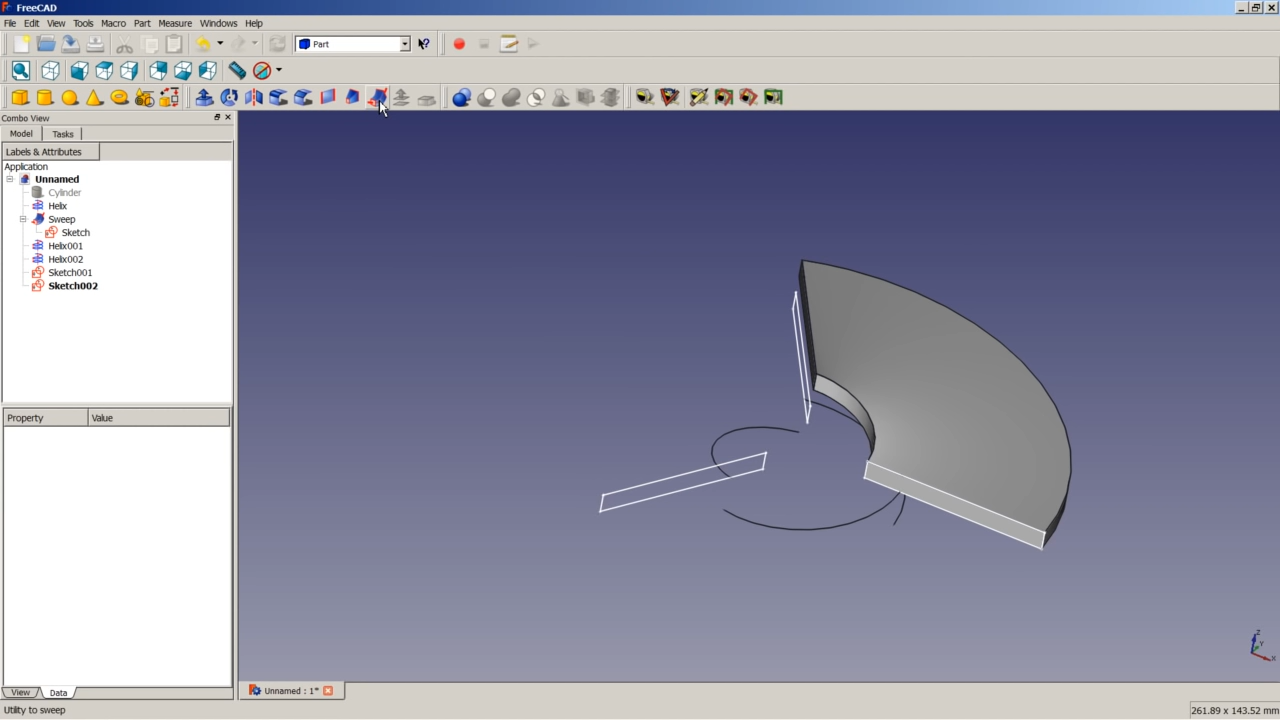 FreeCAD
File Edit View Tools Macro Part Measure Windows Help
Part
Combo View
Model Tasks
Labels & Attributes
Application
Unnamed
Cylinder
Helix
Sweep
Sketch
Helix001
Helix002
Sketch001
Sketch002
Property Value
View Data
Unnamed : 1*
Z
Y
X
Utility to sweep
261.89 x 143.52 mm